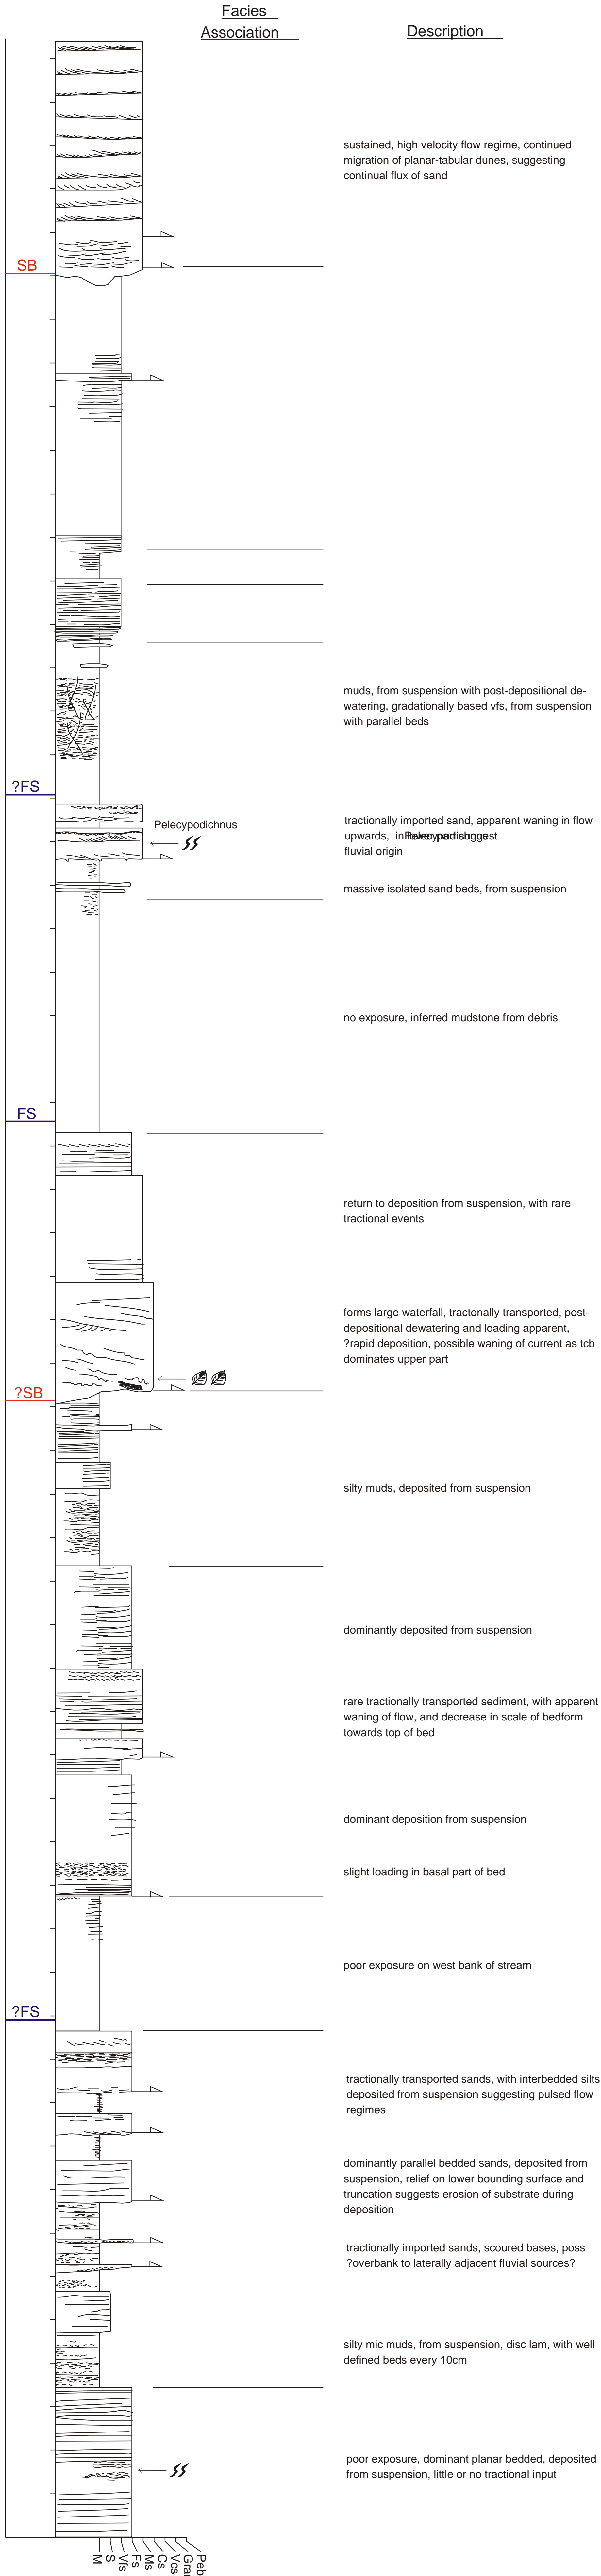 Facies
Association
Description
sustained, high velocity flow regime, continued
migration of planar-tabular dunes, suggesting
continual flux of sand
SB
muds, from suspension with post-depositional de-
watering, gradationally based vfs, from suspension
with parallel beds
?FS
Pelecypodichnus
tractionally imported sand, apparent waning in flow
upwards, in
fluvial origin
massive isolated sand beds, from suspension
no exposure, inferred mudstone from debris
FS
return to deposition from suspension, with rare
tractional events
forms large waterfall, tractonally transported, post-
depositional dewatering and loading apparent,
?rapid deposition, possible waning of current as tcb
dominates upper part
?SB
silty muds, deposited from suspension
dominantly deposited from suspension
rare tractionally transported sediment, with apparent
waning of flow, and decrease in scale of bedform
towards top of bed
dominant deposition from suspension
slight loading in basal part of bed
poor exposure on west bank of stream
?FS
tractionally transported sands, with interbedded silts
deposited from suspension suggesting pulsed flow
regimes
dominantly parallel bedded sands, deposited from
suspension, relief on lower bounding surface and
truncation suggests erosion of substrate during
deposition
tractionally imported sands, scoured bases, poss
?overbank to laterally adjacent fluvial sources?
silty mic muds, from suspension, disc lam, with well
defined beds every 10cm
poor exposure, dominant planar bedded, deposited
from suspension, little or no tractional input
M
S
Vfs
Fs
Ms
Cs
Vcs
Gran
Peb